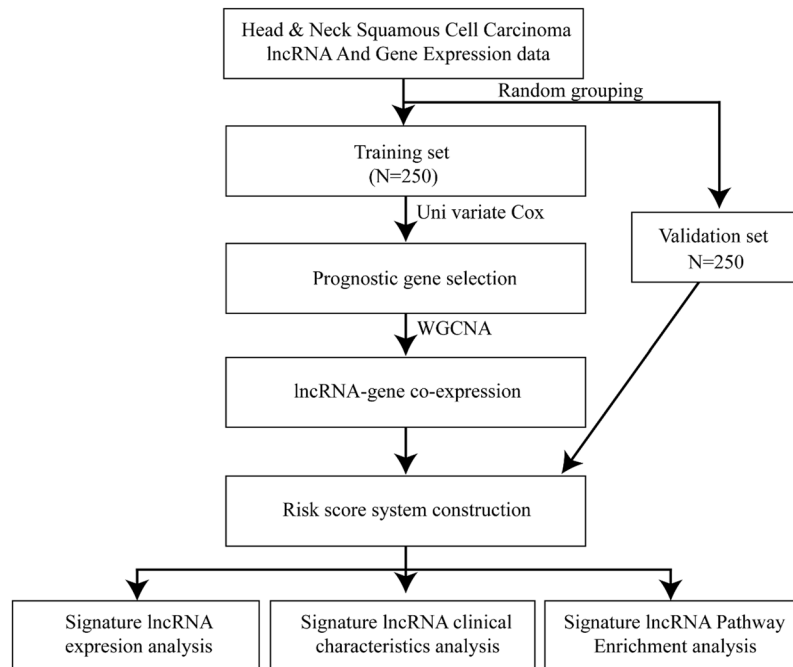 Head & Neck Squamous Cell Carcinoma
lncRNA And Gene Expression data
Random grouping
Training set
(N=250)
Uni variate Cox
Validation set
N=250
Prognostic gene selection
WGCNA
lncRNA-gene co-expression
Risk score system construction
Signature lncRNA
expresion analysis
Signature lncRNA clinical
characteristics analysis
Signature lncRNA Pathway
Enrichment analysis